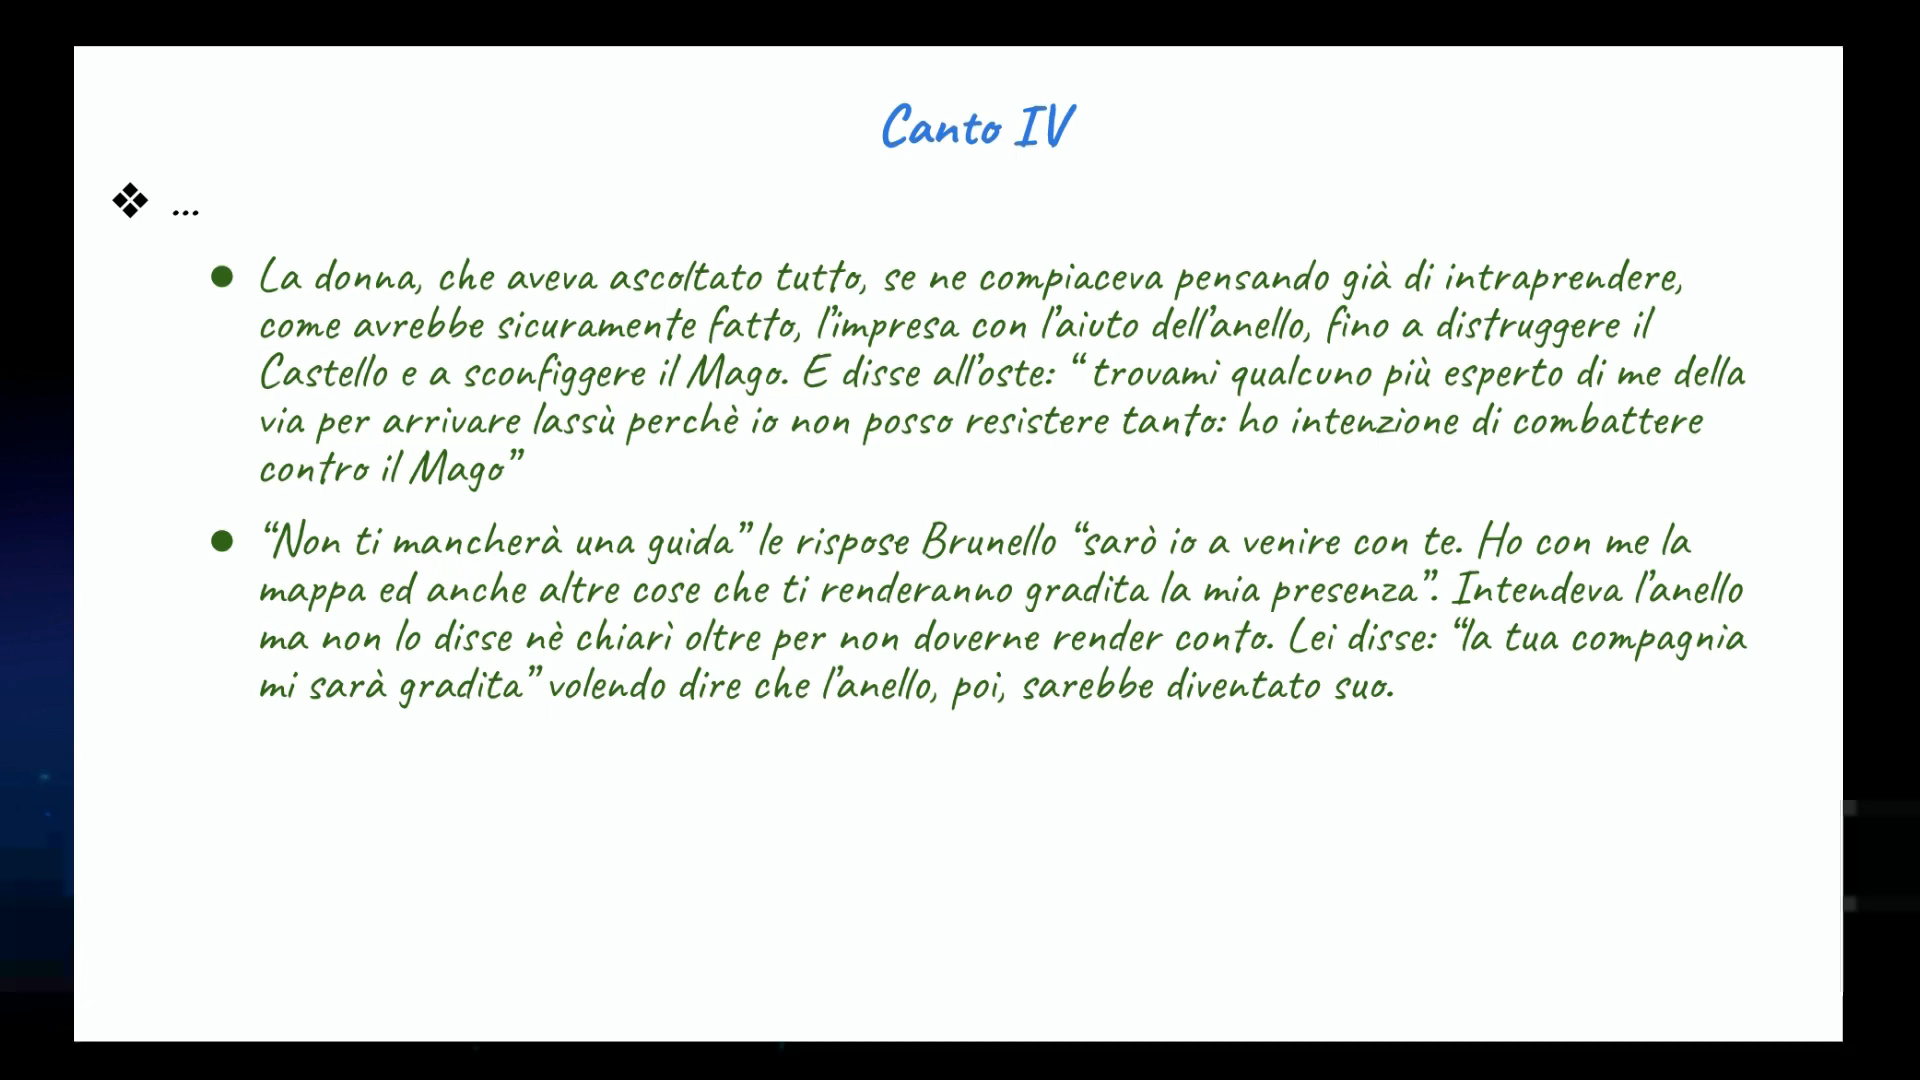 Canto IV
❖ ...
● La donna, che aveva ascoltato tutto, se ne compiaceva pensando già di intraprendere,
come avrebbe sicuramente fatto, l’impresa con l’aiuto dell’anello, fino a distruggere il
Castello e a sconfiggere il Mago. E disse all’oste: “ trovami qualcuno più esperto di me della
via per arrivare lassù perchè io non posso resistere tanto: ho intenzione di combattere
contro il Mago”
● “Non ti mancherà una guida” le rispose Brunello “sarò io a venire con te. Ho con me la
mappa ed anche altre cose che ti renderanno gradita la mia presenza”. Intendeva l’anello
ma non lo disse nè chiarì oltre per non doverne render conto. Lei disse: “la tua compagnia
mi sarà gradita” volendo dire che l’anello, poi, sarebbe diventato suo.